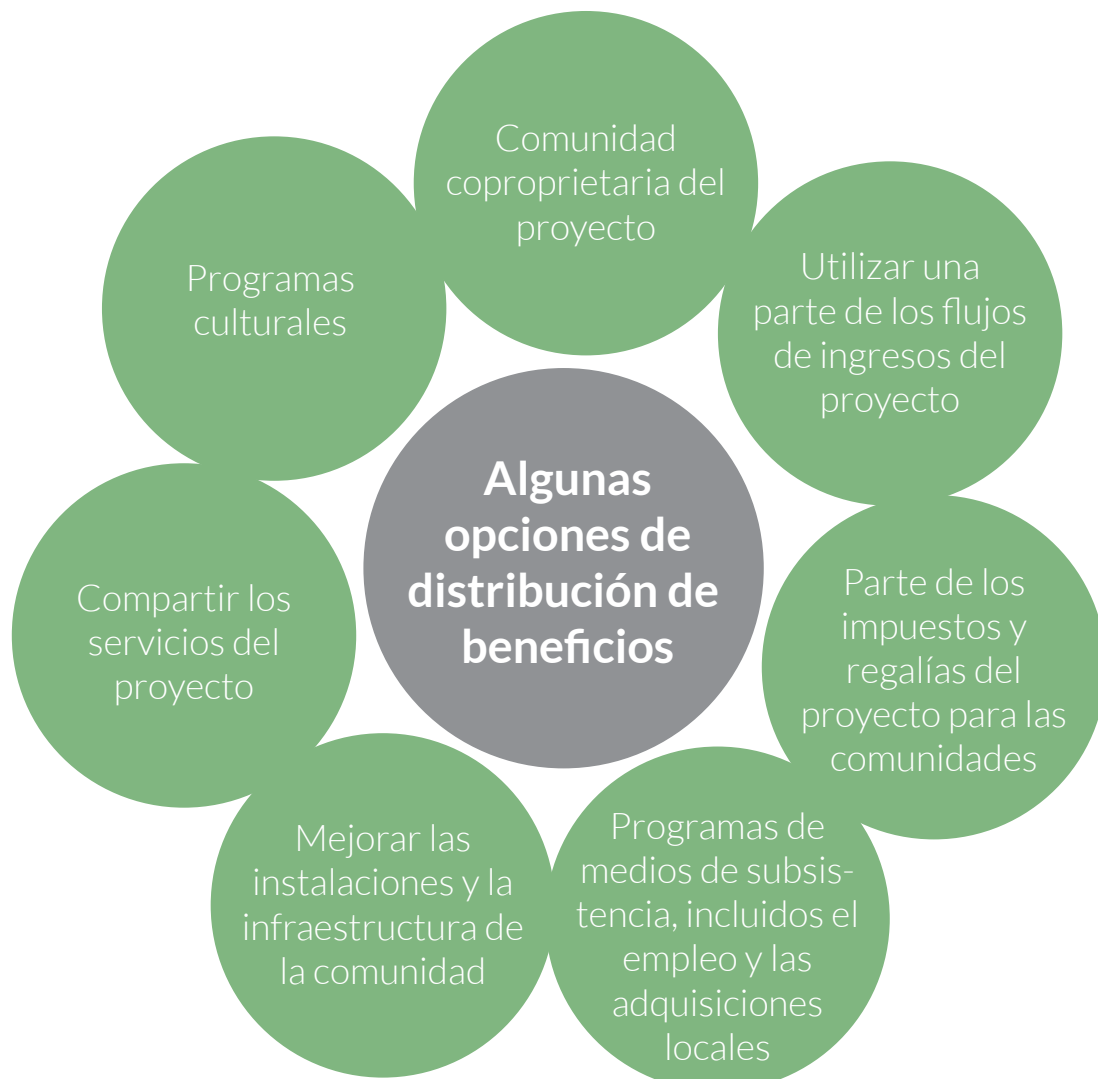 Comunidad
coproprietaria del
proyecto
Utilizar una
parte de los flujos
de ingresos del
proyecto
Parte de los
impuestos y
regalías del
proyecto para las
comunidades
Programas de
medios de subsis-
tencia, incluidos el
empleo y las
adquisiciones
locales
Mejorar las
instalaciones y la
infraestructura de
la comunidad
Compartir los
servicios del
proyecto
Programas
culturales
Algunas
opciones de
distribución de
beneficios